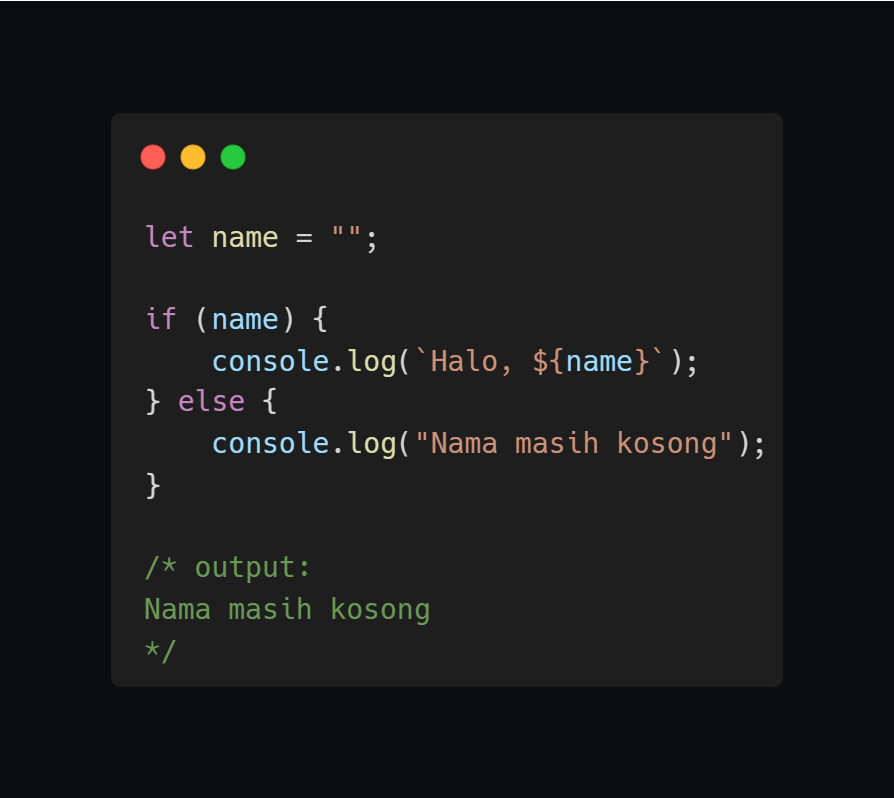 let name = "";
if (name) {
    console.log(`Halo, ${name}`);
} else {
    console.log("Nama masih kosong");
}
/* output:
Nama masih kosong
*/